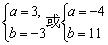 {a = 3, 或 {a = −4
{b = −3 {b = 11